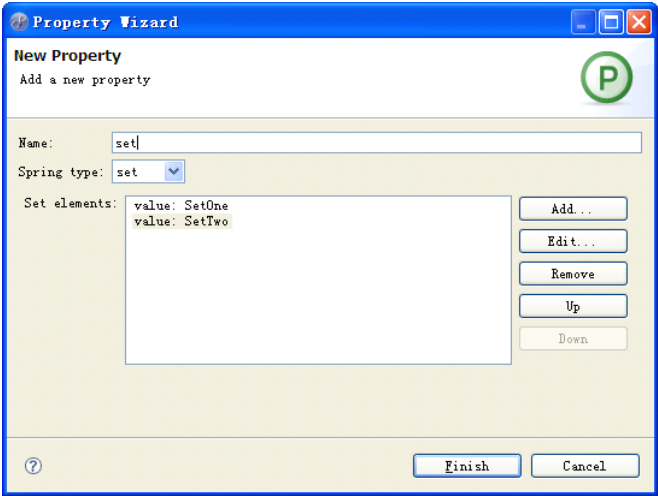 Property Wizard
New Property
Add a new property
P
Name: set
Spring type: set
Set elements: value: SetOne
value: SetTwo
Add...
Edit...
Remove
Up
Down
? Finish Cancel